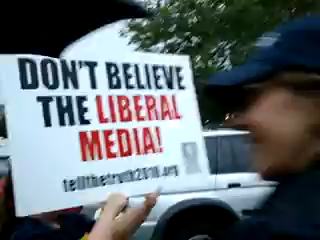 DON'T BELIEVE
THE LIBERAL
MEDIA!
tellthetruth2010.org